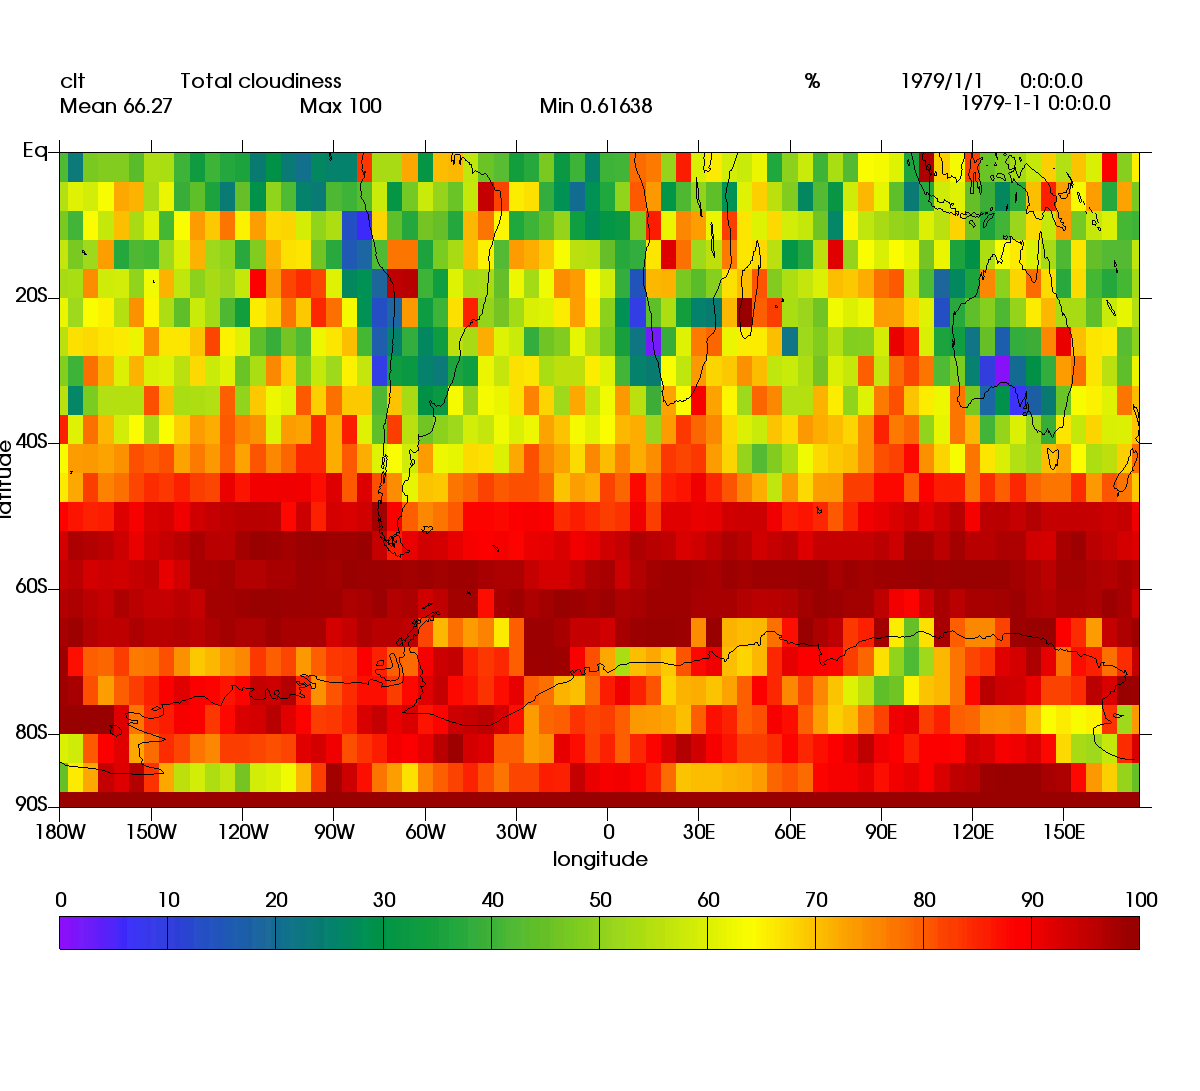 clt Total cloudiness % 1979/1/1 0:0:0.0
Mean 66.27 Max 100 Min 0.61638 1979-1-1 0:0:0.0
Eq
20S
40S
latitude
60S
80S
90S
180W 150W 120W 90W 60W 30W 0 30E 60E 90E 120E 150E
longitude
0 10 20 30 40 50 60 70 80 90 100